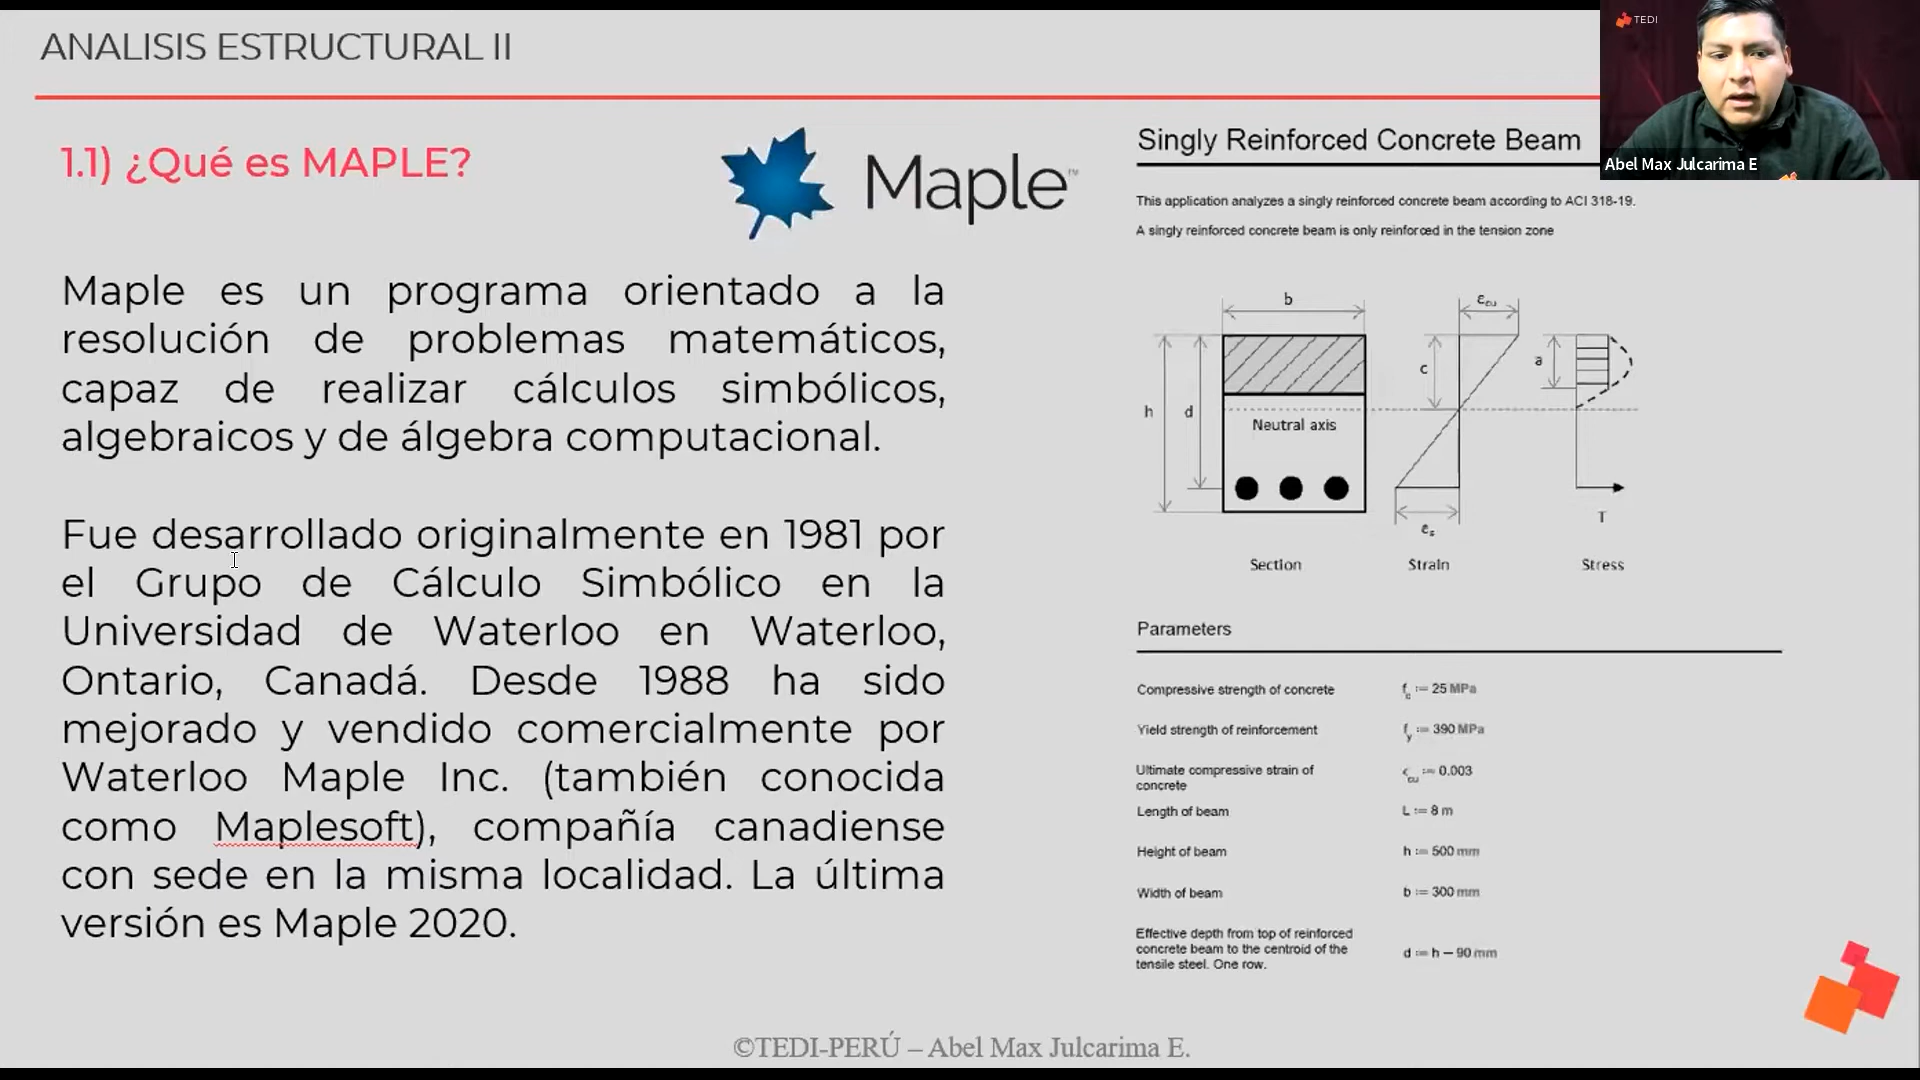 ANALISIS ESTRUCTURAL II
TEDI
Abel Max Julcarima E
1.1) ¿Qué es MAPLE?
Maple™
Maple es un programa orientado a la
resolución de problemas matemáticos,
capaz de realizar cálculos simbólicos,
algebraicos y de álgebra computacional.
Fue desarrollado originalmente en 1981 por
el Grupo de Cálculo Simbólico en la
Universidad de Waterloo en Waterloo,
Ontario, Canadá. Desde 1988 ha sido
mejorado y vendido comercialmente por
Waterloo Maple Inc. (también conocida
como Maplesoft), compañía canadiense
con sede en la misma localidad. La última
versión es Maple 2020.
Singly Reinforced Concrete Beam
This application analyzes a singly reinforced concrete beam according to ACI 318-19.
A singly reinforced concrete beam is only reinforced in the tension zone
b
εcu
h
d
c
a
Neutral axis
εs
T
Section
Strain
Stress
Parameters
Compressive strength of concrete
fc := 25 MPa
Yield strength of reinforcement
fy := 390 MPa
Ultimate compressive strain of
concrete
ϵcu := 0.003
Length of beam
L := 8 m
Height of beam
h := 500 mm
Width of beam
b := 300 mm
Effective depth from top of reinforced
concrete beam to the centroid of the
tensile steel. One row.
d := h − 90 mm
©TEDI-PERÚ – Abel Max Julcarima E.